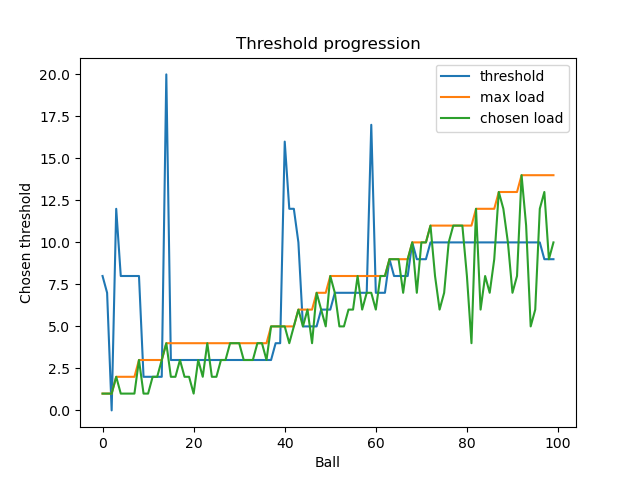 Threshold progression
threshold
max load
chosen load
Chosen threshold
20.0
17.5
15.0
12.5
10.0
7.5
5.0
2.5
0.0
0 20 40 60 80 100
Ball